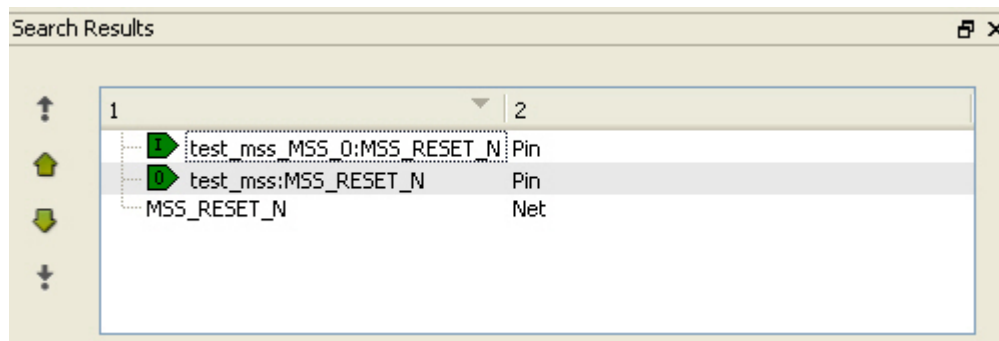 Search Results
1 2
I test_mss_MSS_0:MSS_RESET_N Pin
O test_mss:MSS_RESET_N Pin
MSS_RESET_N Net